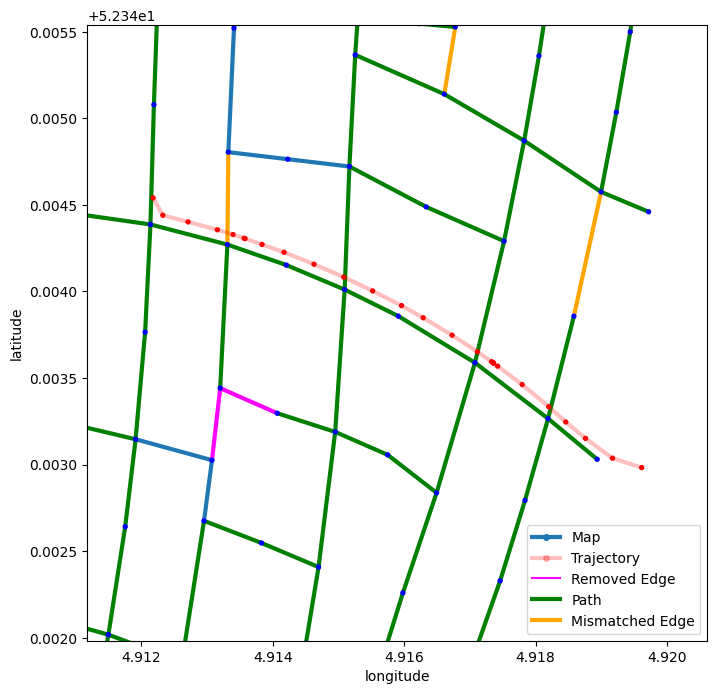 +5.234e1
0.0055
0.0050
0.0045
0.0040
0.0035
0.0030
0.0025
0.0020
latitude
4.912
4.914
4.916
4.918
4.920
longitude
Map
Trajectory
Removed Edge
Path
Mismatched Edge